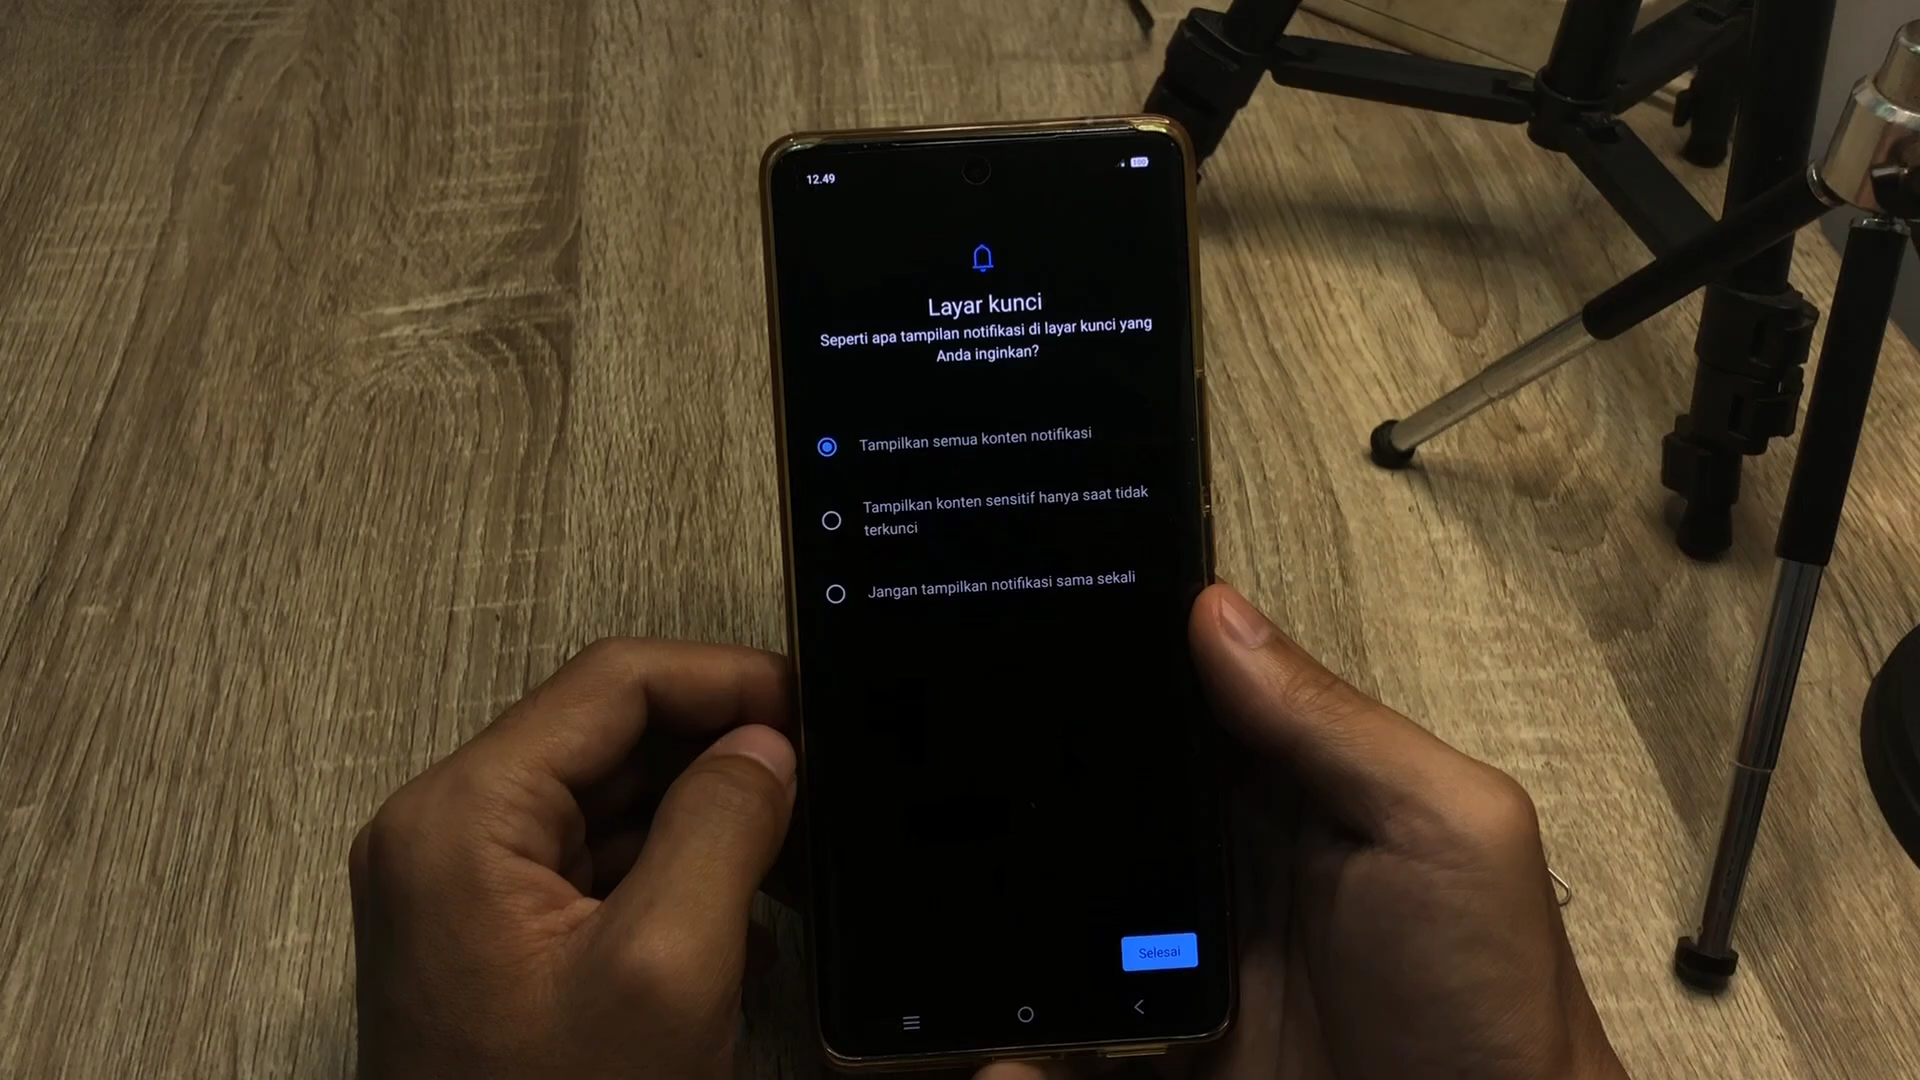 12.49
100
Layar kunci
Seperti apa tampilan notifikasi di layar kunci yang
Anda inginkan?
Tampilkan semua konten notifikasi
Tampilkan konten sensitif hanya saat tidak
terkunci
Jangan tampilkan notifikasi sama sekali
Selesai